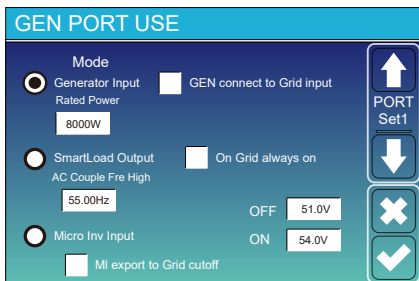 GEN PORT USE
Mode
Generator Input
GEN connect to Grid input
Rated Power
8000W
PORT
Set1
SmartLoad Output
On Grid always on
AC Couple Fre High
55.00Hz
OFF 51.0V
Micro Inv Input
ON 54.0V
MI export to Grid cutoff